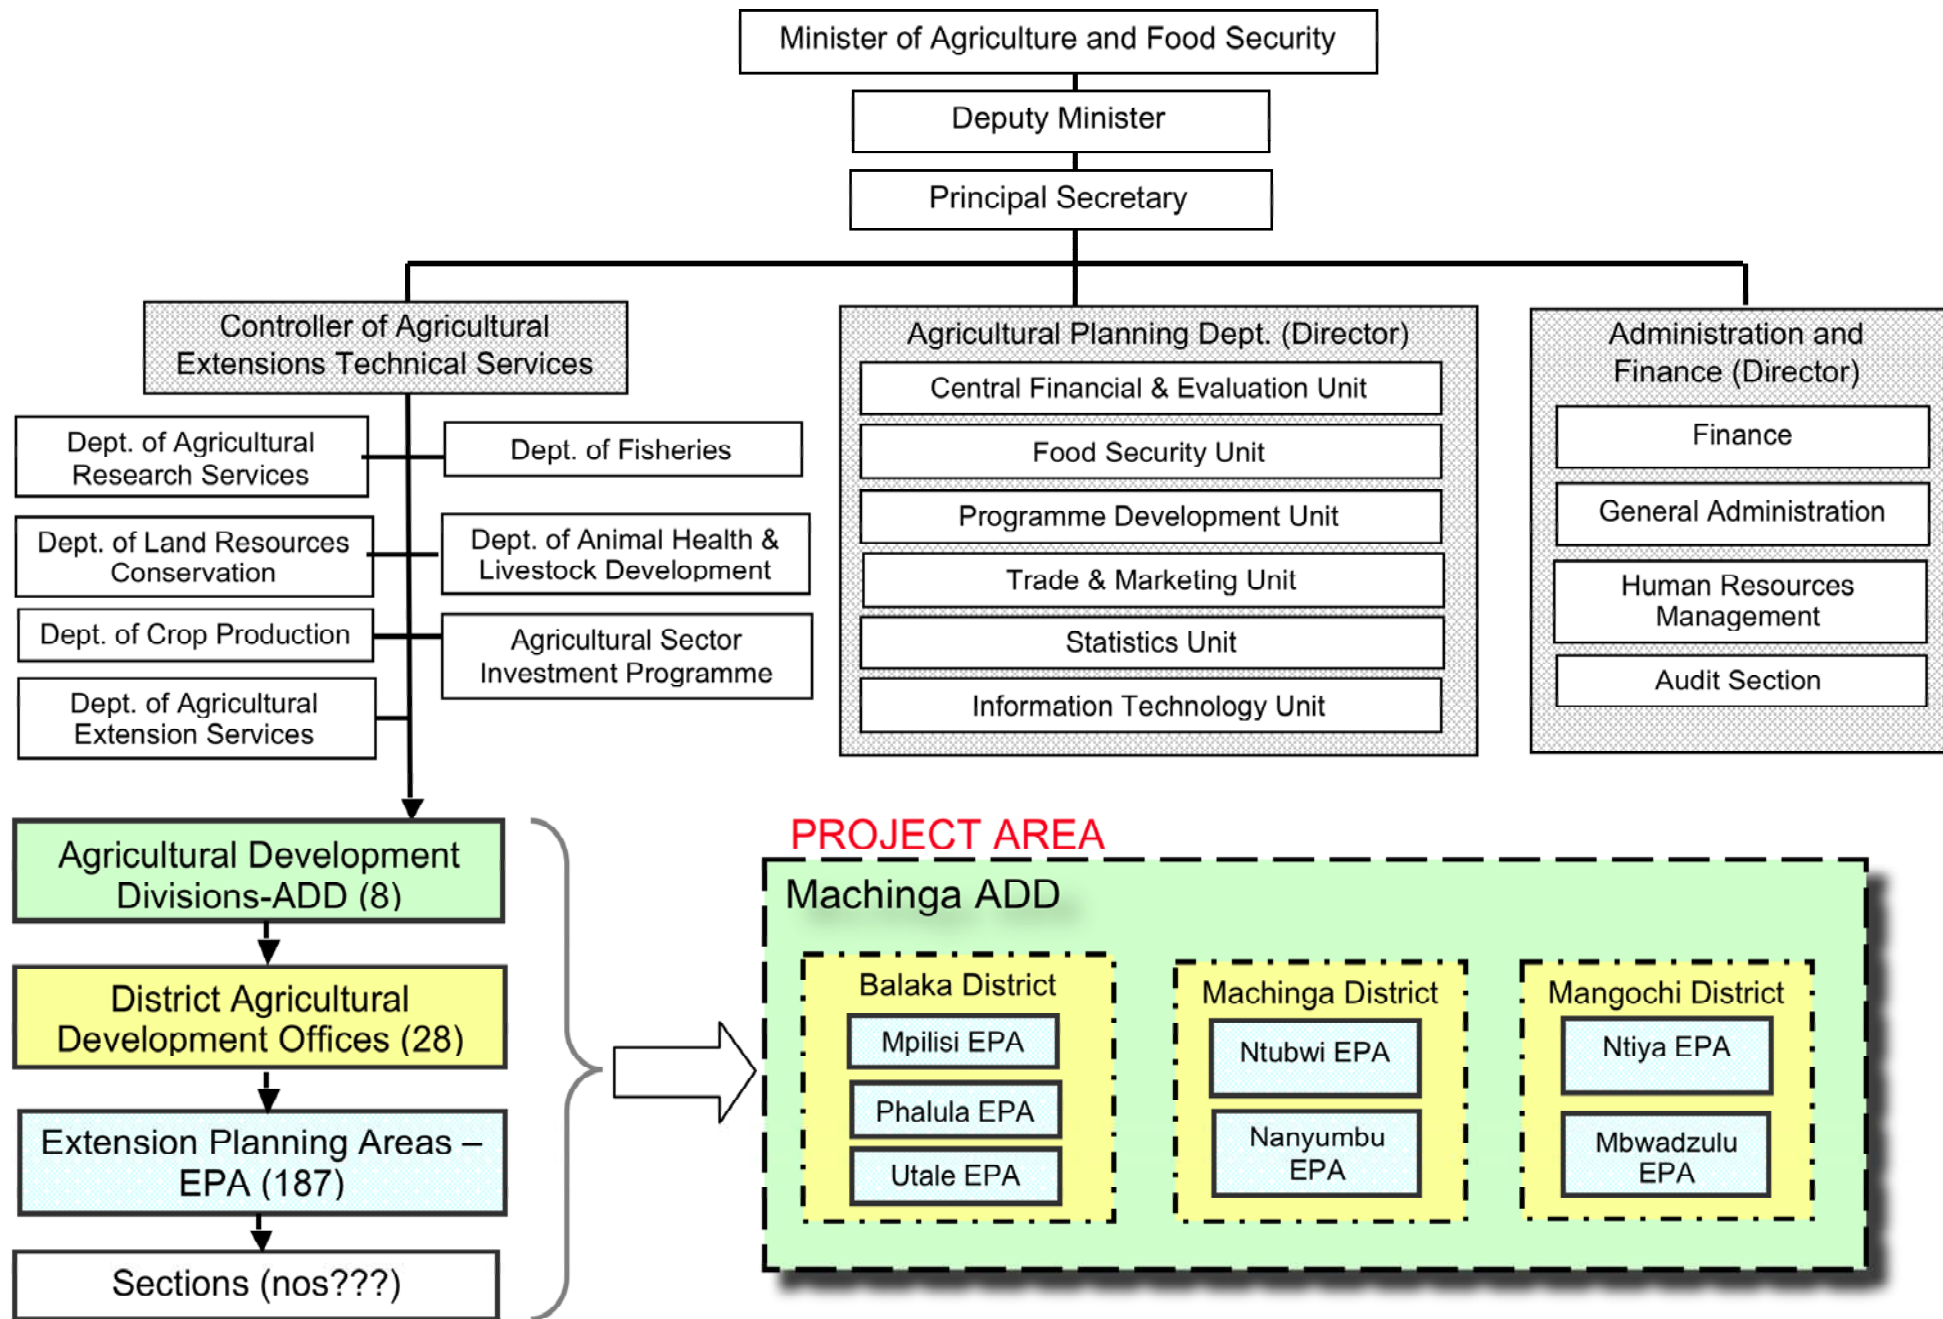 Minister of Agriculture and Food Security
Deputy Minister
Principal Secretary
Controller of Agricultural
Extensions Technical Services
Dept. of Agricultural
Research Services
Dept. of Fisheries
Dept. of Land Resources
Conservation
Dept. of Animal Health &
Livestock Development
Dept. of Crop Production
Agricultural Sector
Investment Programme
Dept. of Agricultural
Extension Services
Agricultural Planning Dept. (Director)
Central Financial & Evaluation Unit
Food Security Unit
Programme Development Unit
Trade & Marketing Unit
Statistics Unit
Information Technology Unit
Administration and
Finance (Director)
Finance
General Administration
Human Resources
Management
Audit Section
Agricultural Development
Divisions-ADD (8)
District Agricultural
Development Offices (28)
Extension Planning Areas –
EPA (187)
Sections (nos???)
PROJECT AREA
Machinga ADD
Balaka District
Mpilisi EPA
Phalula EPA
Utale EPA
Machinga District
Ntubwi EPA
Nanyumbu
EPA
Mangochi District
Ntiya EPA
Mbwadzulu
EPA